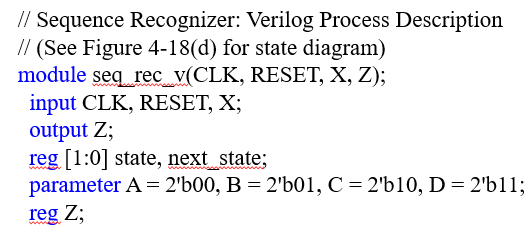 // Sequence Recognizer: Verilog Process Description
// (See Figure 4-18(d) for state diagram)
module seq_rec_v(CLK, RESET, X, Z);
input CLK, RESET, X;
output Z;
reg [1:0] state, next_state;
parameter A = 2'b00, B = 2'b01, C = 2'b10, D = 2'b11;
reg Z;